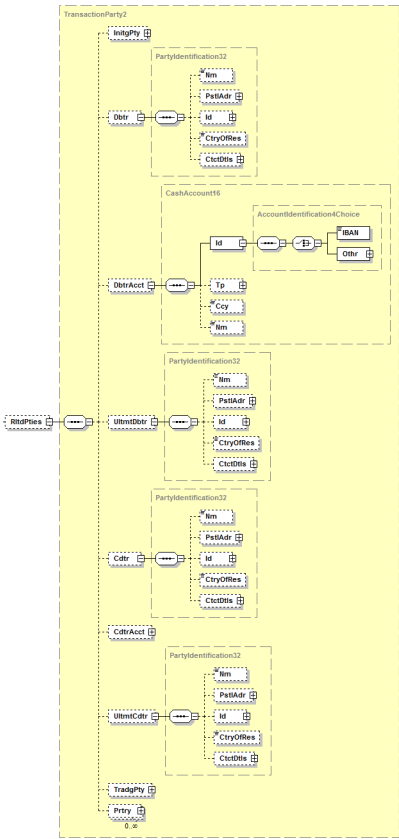 TransactionParty2
InitgPty
PartyIdentification32
Nm
PstlAdr
Dbtr
Id
CtryOfRes
CtctDtls
CashAccount16
AccountIdentification4Choice
IBAN
Id
Othr
DbtrAcct
Tp
Ccy
Nm
PartyIdentification32
Nm
PstlAdr
RltdPties
UltmtDbtr
Id
CtryOfRes
CtctDtls
PartyIdentification32
Nm
PstlAdr
Cdtr
Id
CtryOfRes
CtctDtls
CdtrAcct
PartyIdentification32
Nm
PstlAdr
UltmtCdtr
Id
CtryOfRes
CtctDtls
TradgPty
Prtry
0..∞